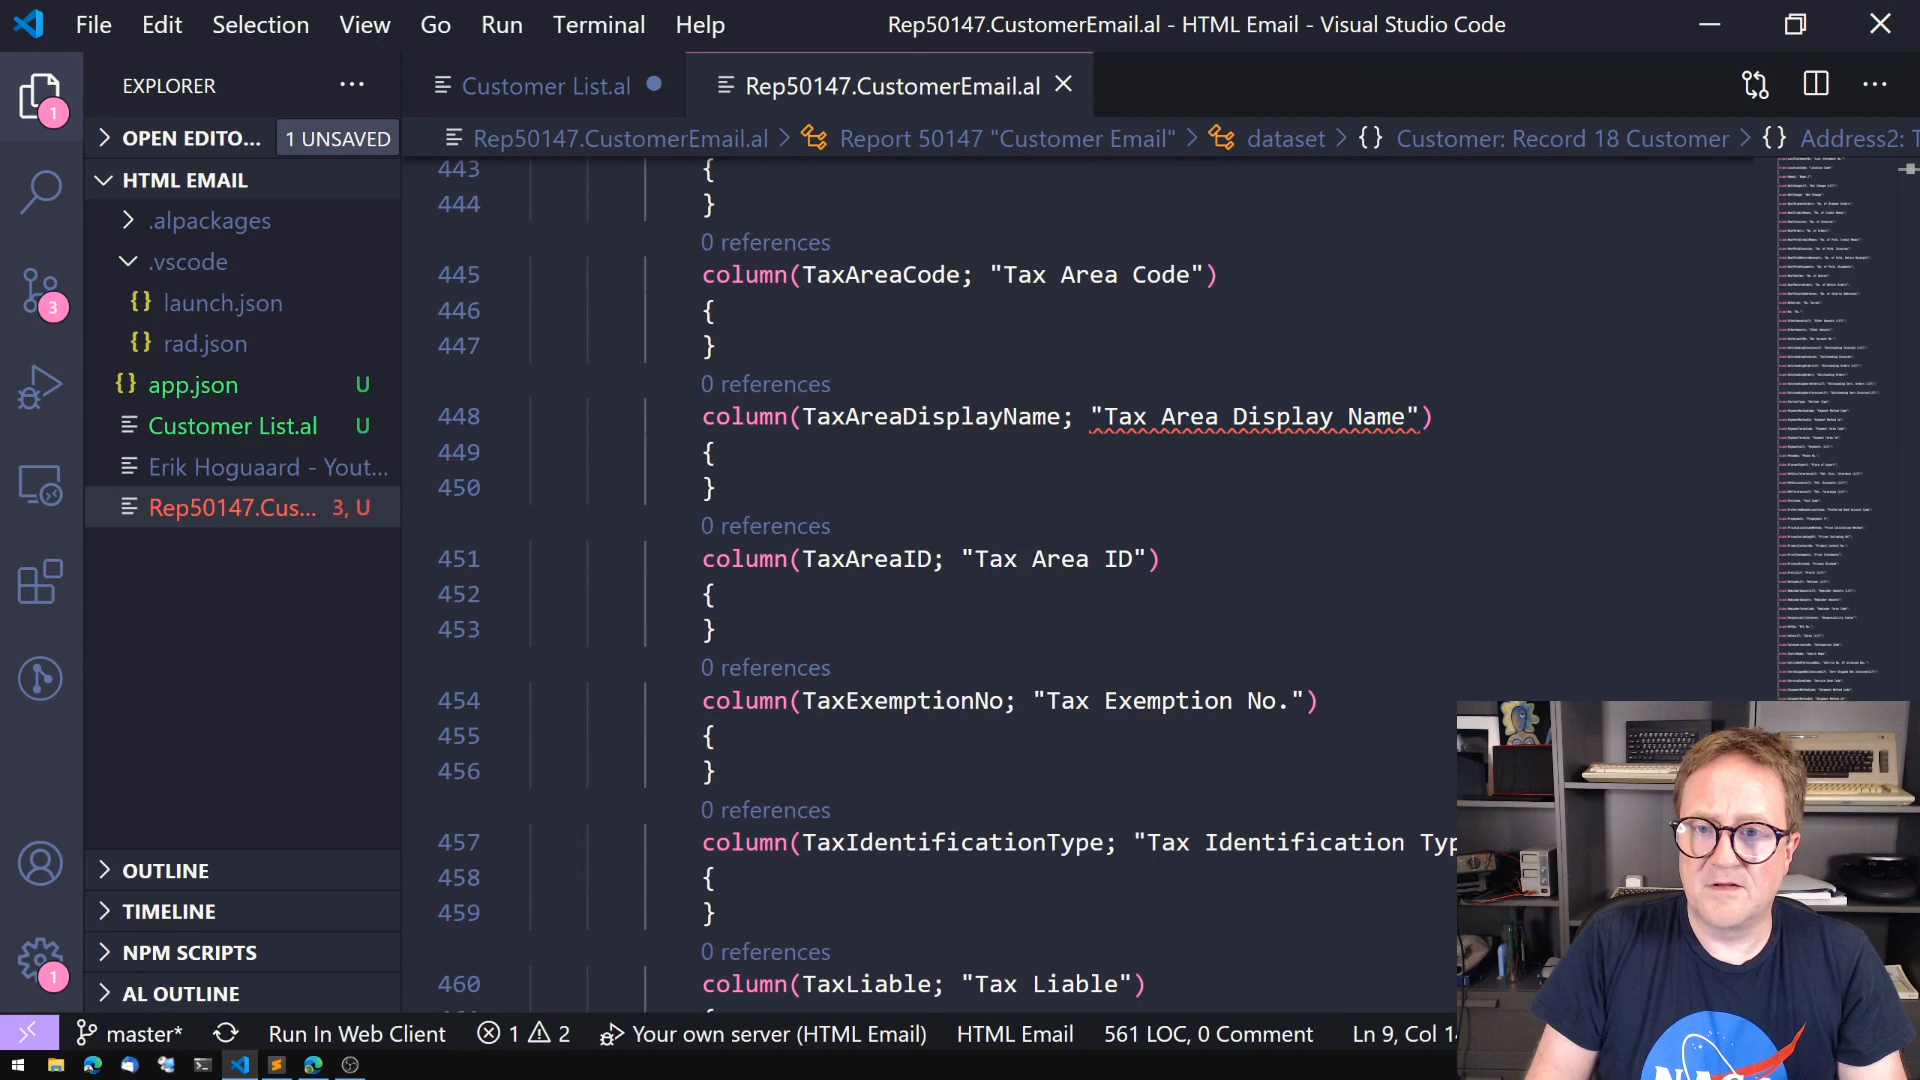 File Edit Selection View Go Run Terminal Help
Rep50147.CustomerEmail.al - HTML Email - Visual Studio Code
EXPLORER
Customer List.al
Rep50147.CustomerEmail.al
OPEN EDITO... 1 UNSAVED
Rep50147.CustomerEmail.al > Report 50147 "Customer Email" > dataset > {} Customer: Record 18 Customer > {} Address2: T
HTML EMAIL
.alpackages
.vscode
{} launch.json
{} rad.json
{} app.json U
Customer List.al U
Erik Hoguaard - Yout...
Rep50147.Cus... 3, U
OUTLINE
TIMELINE
NPM SCRIPTS
AL OUTLINE
1
3
1
443 {
444 }
0 references
445 column(TaxAreaCode; "Tax Area Code")
446 {
447 }
0 references
448 column(TaxAreaDisplayName; "Tax Area Display Name")
449 {
450 }
0 references
451 column(TaxAreaID; "Tax Area ID")
452 {
453 }
0 references
454 column(TaxExemptionNo; "Tax Exemption No.")
455 {
456 }
0 references
457 column(TaxIdentificationType; "Tax Identification Typ
458 {
459 }
0 references
460 column(TaxLiable; "Tax Liable")
master* Run In Web Client 1 2 Your own server (HTML Email) HTML Email 561 LOC, 0 Comment Ln 9, Col 1